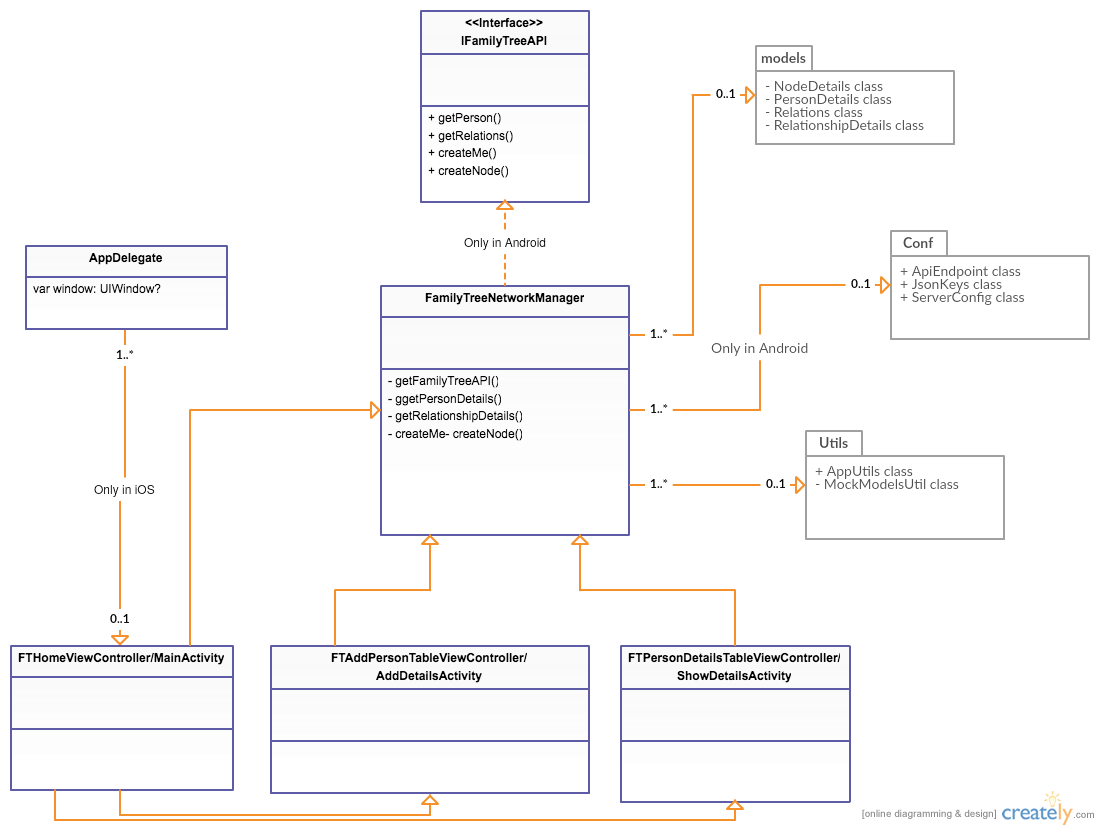 <<Interface>>
IFamilyTreeAPI
+ getPerson()
+ getRelations()
+ createMe()
+ createNode()
models
- NodeDetails class
- PersonDetails class
- Relations class
- RelationshipDetails class
0..1
Only in Android
Conf
+ ApiEndpoint class
+ JsonKeys class
+ ServerConfig class
0..1
AppDelegate
var window: UIWindow?
1..*
Only in iOS
0..1
FamilyTreeNetworkManager
- getFamilyTreeAPI()
- ggetPersonDetails()
- getRelationshipDetails()
- createMe- createNode()
1..*
Only in Android
1..*
1..*
0..1
Utils
+ AppUtils class
- MockModelsUtil class
FTHomeViewController/MainActivity
FTAddPersonTableViewController/
AddDetailsActivity
FTPersonDetailsTableViewController/
ShowDetailsActivity
[online diagramming & design] creately.com